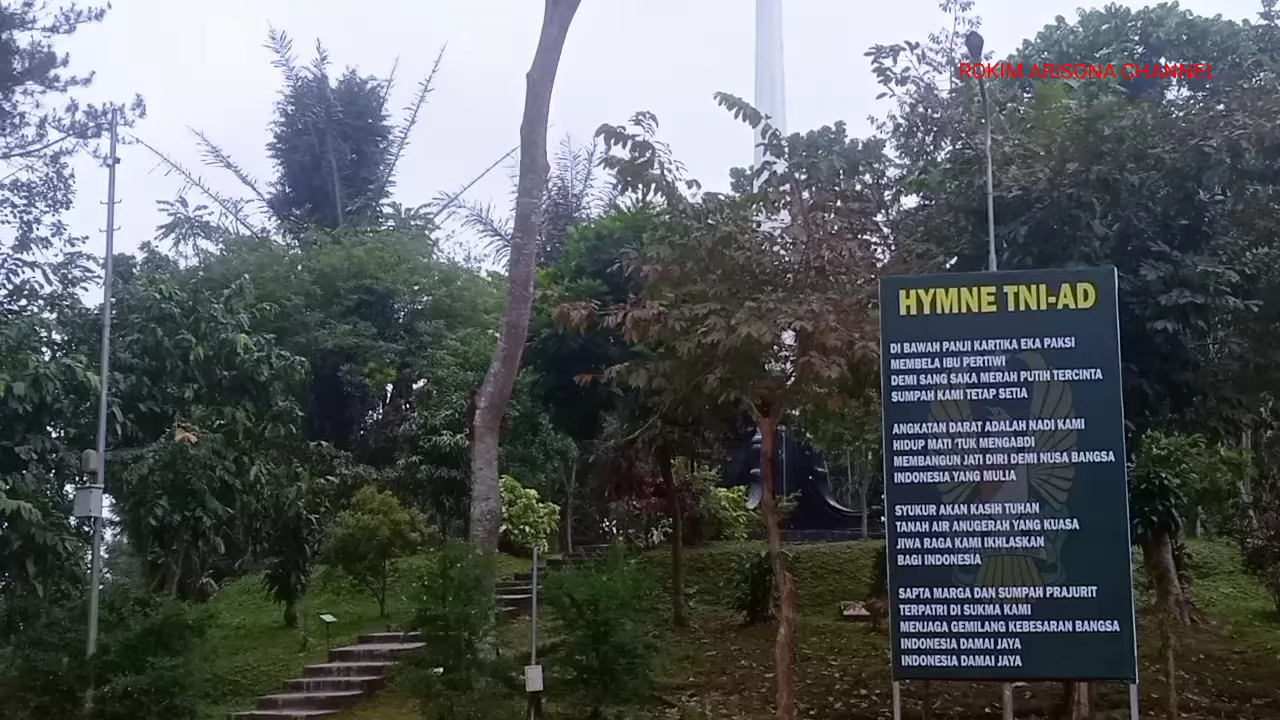 ROKIM ARISONA CHANNEL
HYMNE TNI-AD
DI BAWAH PANJI KARTIKA EKA PAKSI
MEMBELA IBU PERTIWI
DEMI SANG SAKA MERAH PUTIH TERCINTA
SUMPAH KAMI TETAP SETIA
ANGKATAN DARAT ADALAH NADI KAMI
HIDUP MATI 'TUK MENGABDI
MEMBANGUN JATI DIRI DEMI NUSA BANGSA
INDONESIA YANG MULIA
SYUKUR AKAN KASIH TUHAN
TANAH AIR ANUGERAH YANG KUASA
JIWA RAGA KAMI IKHLASKAN
BAGI INDONESIA
SAPTA MARGA DAN SUMPAH PRAJURIT
TERPATRI DI SUKMA KAMI
MENJAGA GEMILANG KEBESARAN BANGSA
INDONESIA DAMAI JAYA
INDONESIA DAMAI JAYA